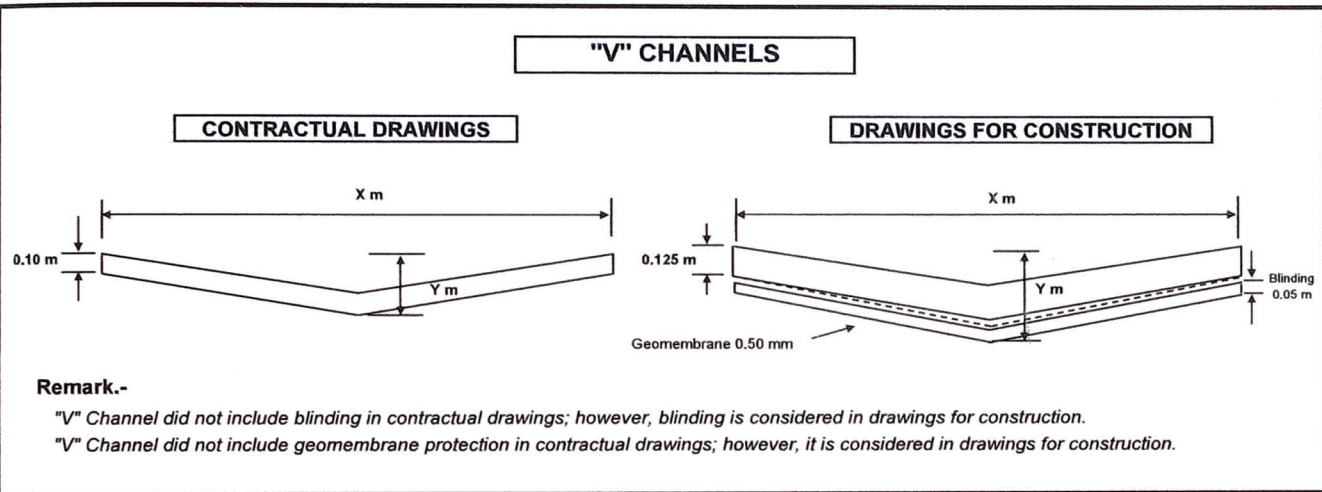 "V" CHANNELS
CONTRACTUAL DRAWINGS
DRAWINGS FOR CONSTRUCTION
X m
0.10 m
Y m
X m
0.125 m
Y m
Blinding
0.05 m
Geomembrane 0.50 mm
Remark.-
"V" Channel did not include blinding in contractual drawings; however, blinding is considered in drawings for construction.
"V" Channel did not include geomembrane protection in contractual drawings; however, it is considered in drawings for construction.